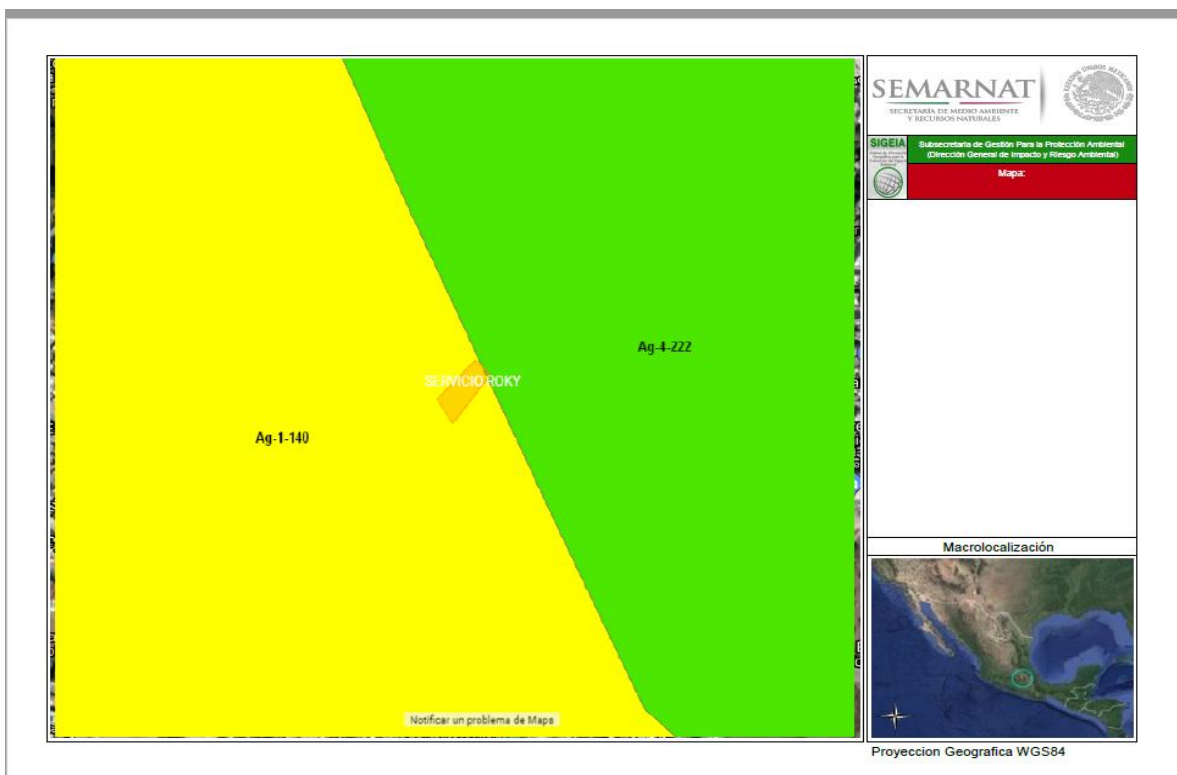 Ag-4-222
SERVICIO ROKY
Ag-1-140
Notificar un problema de Maps
SEMARNAT
SECRETARÍA DE MEDIO AMBIENTE
Y RECURSOS NATURALES
SIGEIA
Subsecretaria de Gestión Para la Protección Ambiental
(Dirección General de Impacto y Riesgo Ambiental)
Mapa:
Macrolocalización
Proyeccion Geografica WGS84